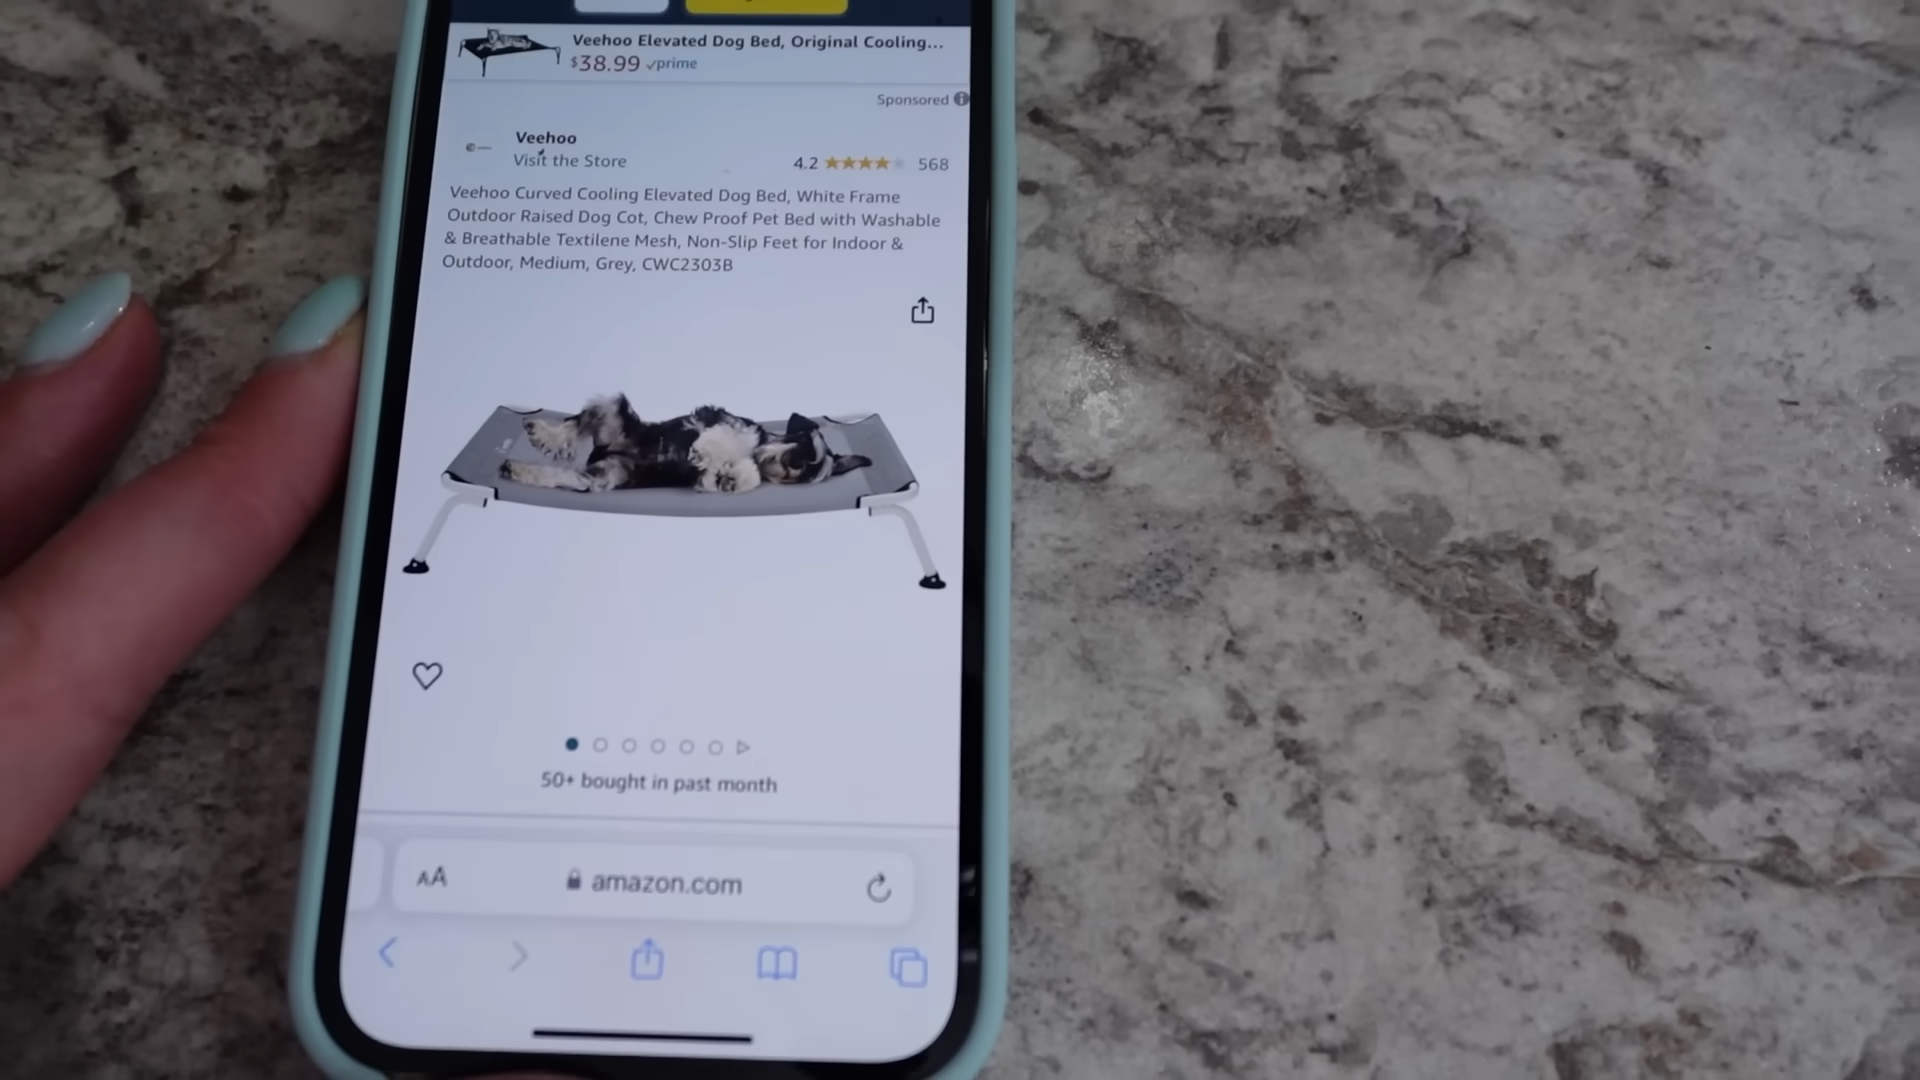 Veehoo Elevated Dog Bed, Original Cooling...
$38.99 prime
Sponsored
Veehoo
Visit the Store
4.2 568
Veehoo Curved Cooling Elevated Dog Bed, White Frame
Outdoor Raised Dog Cot, Chew Proof Pet Bed with Washable
& Breathable Textilene Mesh, Non-Slip Feet for Indoor &
Outdoor, Medium, Grey, CWC2303B
50+ bought in past month
AA amazon.com